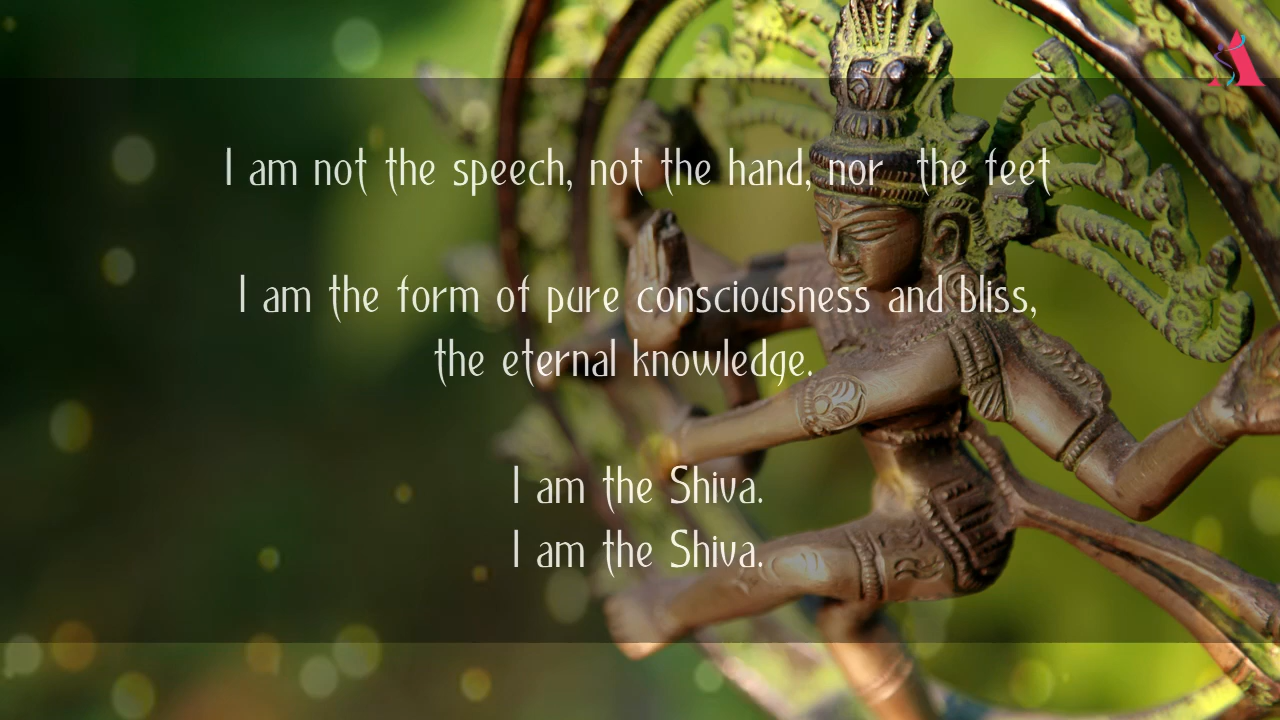 I am not the speech, not the hand, nor  the feet
I am the form of pure consciousness and bliss,
the eternal knowledge.
I am the Shiva.
I am the Shiva.